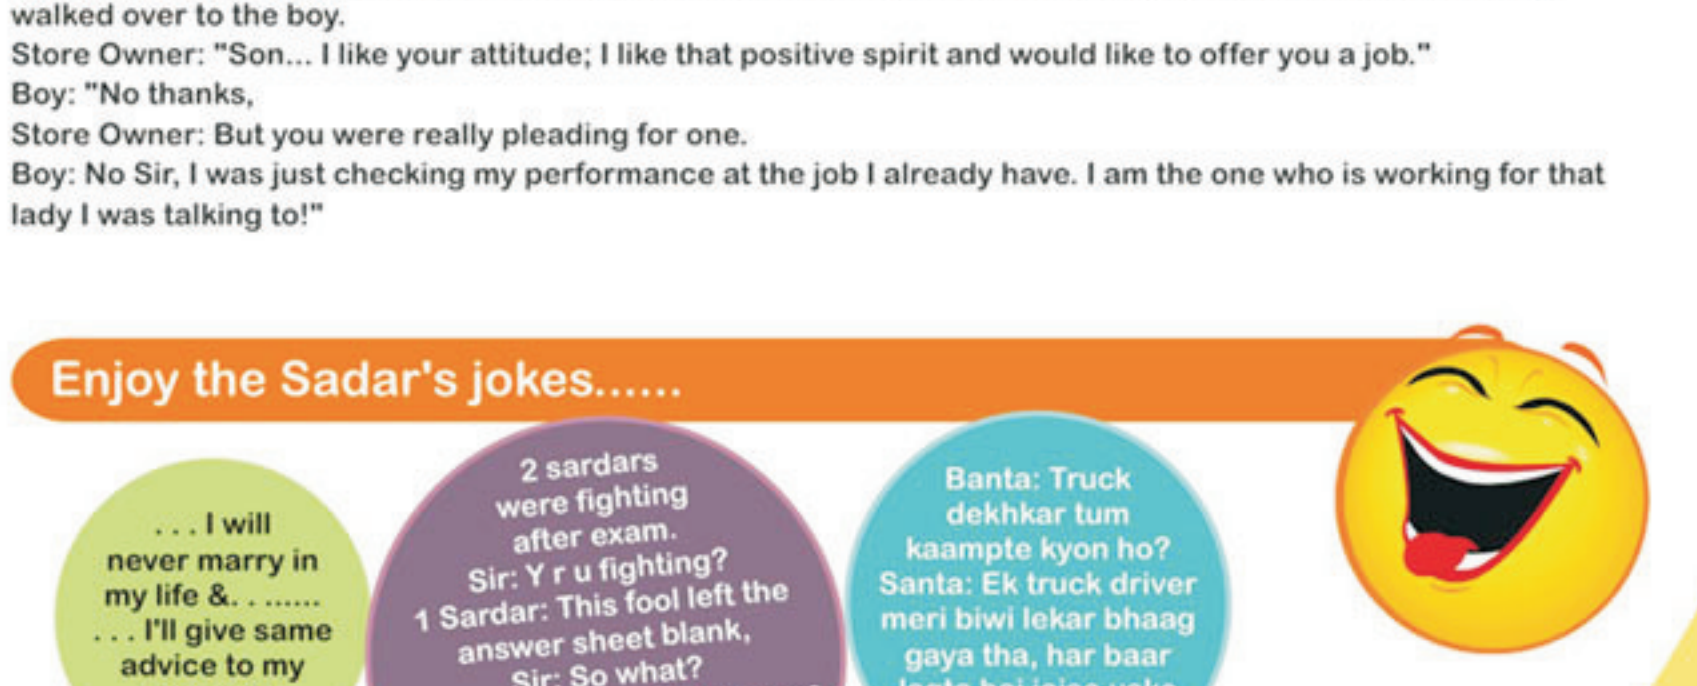 walked over to the boy.
Store Owner: "Son... I like your attitude; I like that positive spirit and would like to offer you a job."
Boy: "No thanks,
Store Owner: But you were really pleading for one.
Boy: No Sir, I was just checking my performance at the job I already have. I am the one who is working for that
lady I was talking to!"
Enjoy the Sadar's jokes......
. . . I will
never marry in
my life &. . .......
. . . I'll give same
advice to my
2 sardars
were fighting
after exam.
Sir: Y r u fighting?
1 Sardar: This fool left the
answer sheet blank,
Sir: So what?
Banta: Truck
dekhkar tum
kaampte kyon ho?
Santa: Ek truck driver
meri biwi lekar bhaag
gaya tha, har baar